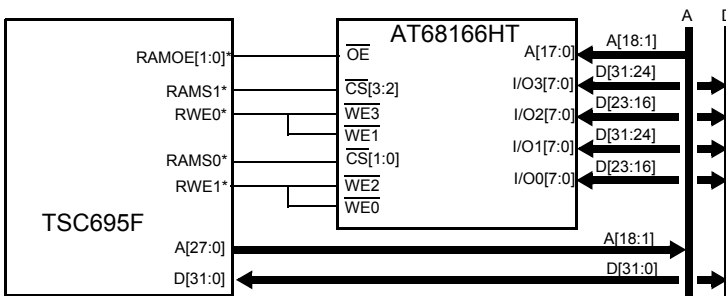 A D
AT68166HT
RAMOE[1:0]* OE A[17:0] A[18:1]
RAMS1* CS[3:2] I/O3[7:0] D[31:24]
RWE0* WE3 I/O2[7:0] D[23:16]
WE1 I/O1[7:0] D[31:24]
RAMS0* CS[1:0] I/O0[7:0] D[23:16]
RWE1* WE2
WE0
TSC695F
A[27:0] A[18:1]
D[31:0] D[31:0]